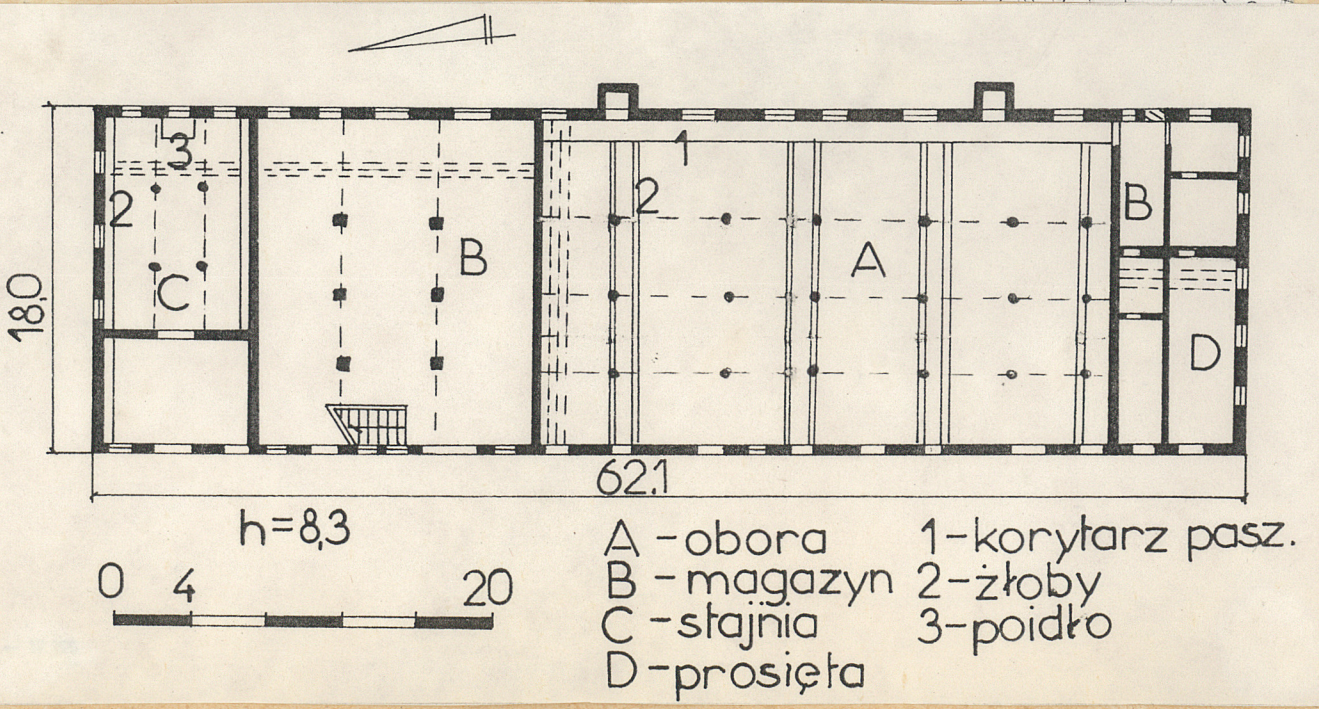 3
1
2
2
B
A
B
C
D
18,0
62.1
h=8,3
0 4 20
A - obora
B - magazyn
C - stajnia
D - prosięta
1 - korytarz pasz.
2 - żłoby
3 - poidło